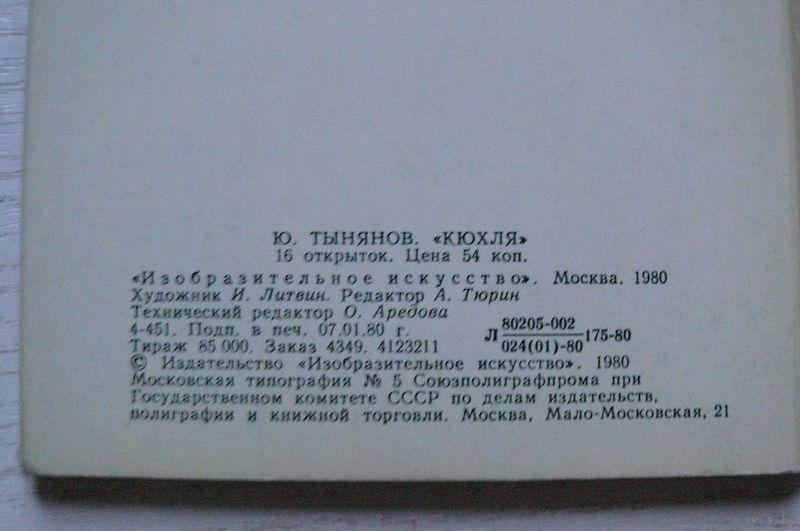 Ю. ТЫНЯНОВ. «КЮХЛЯ»
16 открыток. Цена 54 коп.
«Изобразительное искусство». Москва. 1980
Художник И. Литвин. Редактор А. Тюрин
Технический редактор О. Аредова
4-451. Подп. в печ. 07.01.80 г.
Тираж 85 000. Заказ 4349. 4123211
Л 80205-002 175-80
024(01)-80
© Издательство «Изобразительное искусство». 1980
Московская типография № 5 Союзполиграфпрома при
Государственном комитете СССР по делам издательств,
полиграфии и книжной торговли. Москва, Мало-Московская, 21